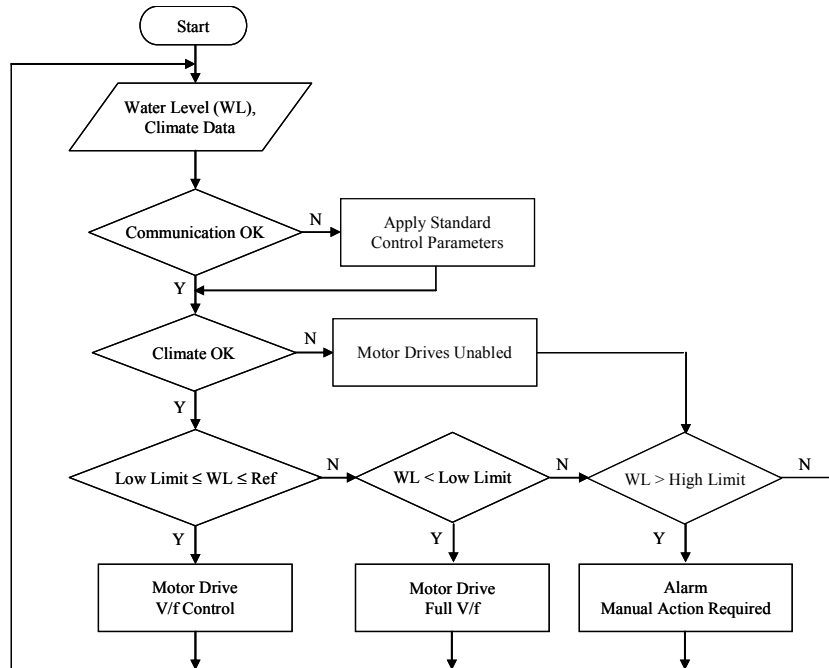 Start
Water Level (WL),
Climate Data
Communication OK
N
Apply Standard
Control Parameters
Y
Climate OK
N
Motor Drives Unabled
Y
Low Limit ≤ WL ≤ Ref
N
WL < Low Limit
N
WL > High Limit
N
Y
Y
Y
Motor Drive
V/f Control
Motor Drive
Full V/f
Alarm
Manual Action Required